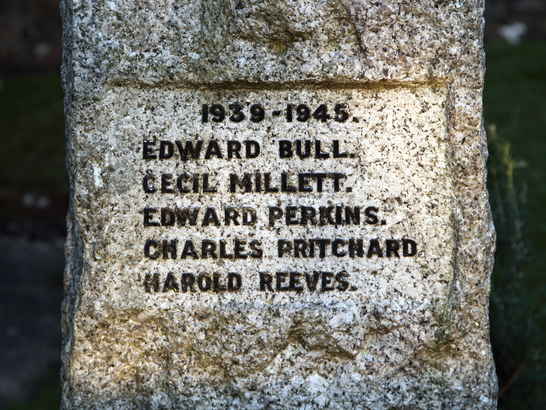 1939-1945.
EDWARD BULL.
CECIL MILLETT.
EDWARD PERKINS.
CHARLES PRITCHARD
HAROLD REEVES.